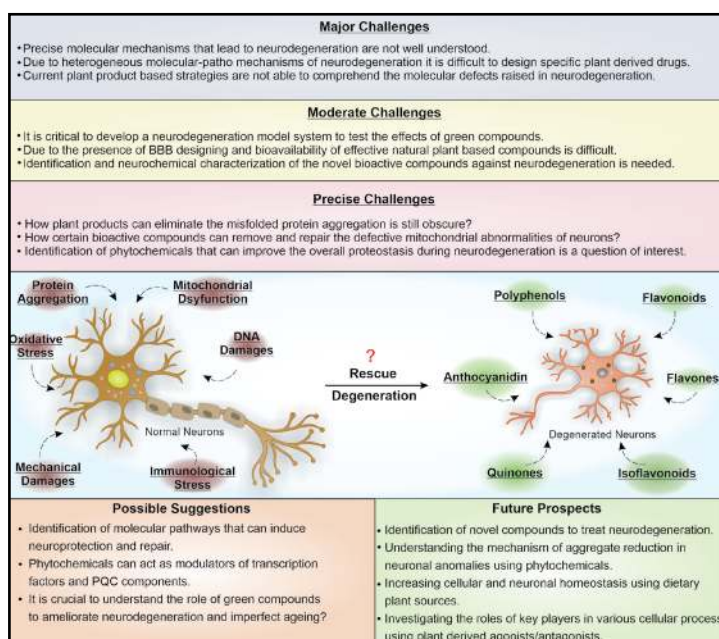 Major Challenges
•Precise molecular mechanisms that lead to neurodegeneration are not well understood.
•Due to heterogeneous molecular-patho mechanisms of neurodegeneration it is difficult to design specific plant derived drugs.
•Current plant product based strategies are not able to comprehend the molecular defects raised in neurodegeneration.
Moderate Challenges
•It is critical to develop a neurodegeneration model system to test the effects of green compounds.
•Due to the presence of BBB designing and bioavailability of effective natural plant based compounds is difficult.
•Identification and neurochemical characterization of the novel bioactive compounds against neurodegeneration is needed.
Precise Challenges
•How plant products can eliminate the misfolded protein aggregation is still obscure?
•How certain bioactive compounds can remove and repair the defective mitochondrial abnormalities of neurons?
•Identification of phytochemicals that can improve the overall proteostasis during neurodegeneration is a question of interest.
Protein
Aggregation
Mitochondrial
Dsyfunction
Oxidative
Stress
DNA
Damages
Normal Neurons
Mechanical
Damages
Immunological
Stress
?
Rescue
Degeneration
Polyphenols
Flavonoids
Anthocyanidin
Flavones
Degenerated Neurons
Quinones
Isoflavonoids
Possible Suggestions
• Identification of molecular pathways that can induce
neuroprotection and repair.
• Phytochemicals can act as modulators of transcription
factors and PQC components.
• It is crucial to understand the role of green compounds
to ameliorate neurodegeneration and imperfect ageing?
Future Prospects
• Identification of novel compounds to treat neurodegeneration.
• Understanding the mechanism of aggregate reduction in
neuronal anomalies using phytochemicals.
• Increasing cellular and neuronal homeostasis using dietary
plant sources.
• Investigating the roles of key players in various cellular process
using plant derived agonists/antagonists.